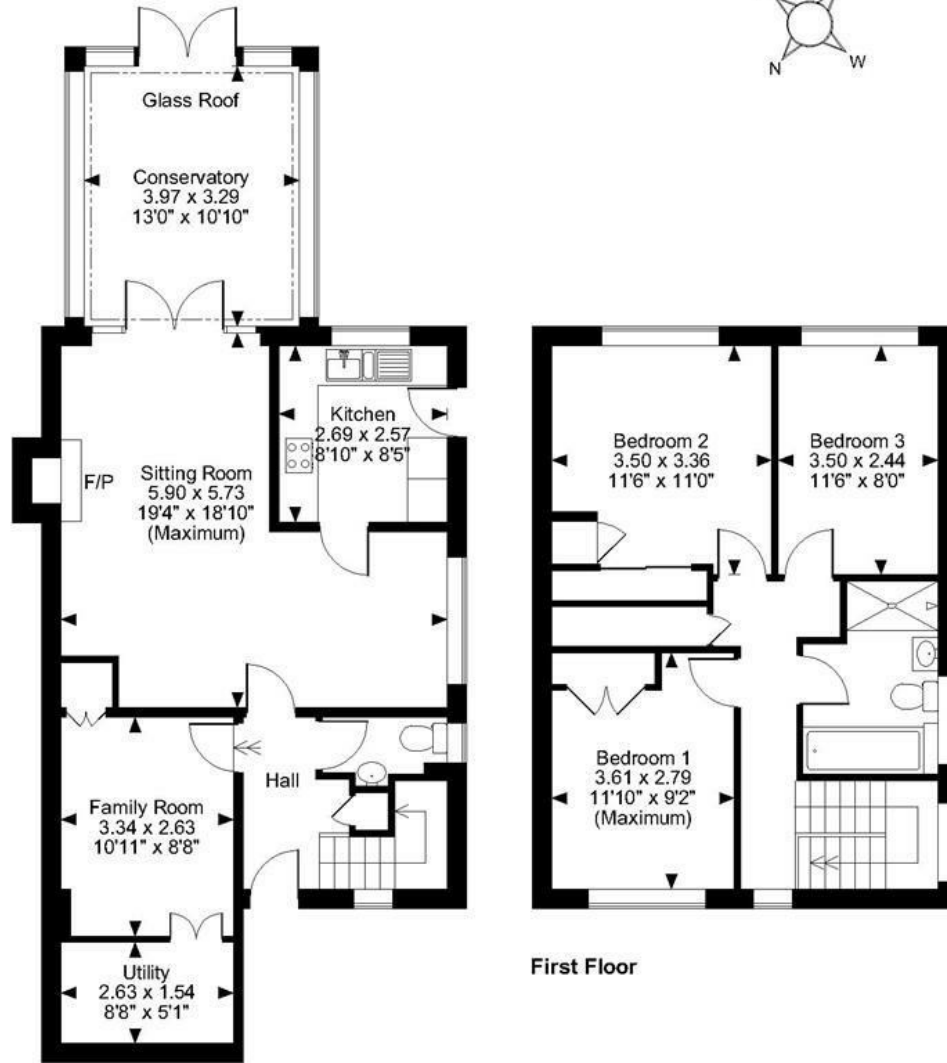 N
W
Glass Roof
Conservatory
3.97 x 3.29
13'0" x 10'10"
Kitchen
2.69 x 2.57
8'10" x 8'5"
F/P
Sitting Room
5.90 x 5.73
19'4" x 18'10"
(Maximum)
Hall
Family Room
3.34 x 2.63
10'11" x 8'8"
Utility
2.63 x 1.54
8'8" x 5'1"
Bedroom 2
3.50 x 3.36
11'6" x 11'0"
Bedroom 3
3.50 x 2.44
11'6" x 8'0"
Bedroom 1
3.61 x 2.79
11'10" x 9'2"
(Maximum)
First Floor